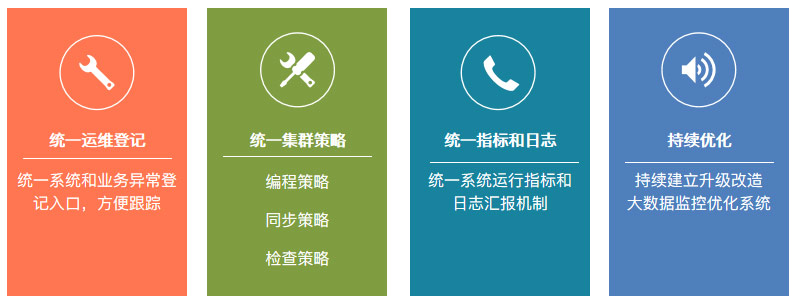 统一运维登记
统一系统和业务异常登
记入口，方便跟踪
统一集群策略
编程策略
同步策略
检查策略
统一指标和日志
统一系统运行指标和
日志汇报机制
持续优化
持续建立升级改造
大数据监控优化系统